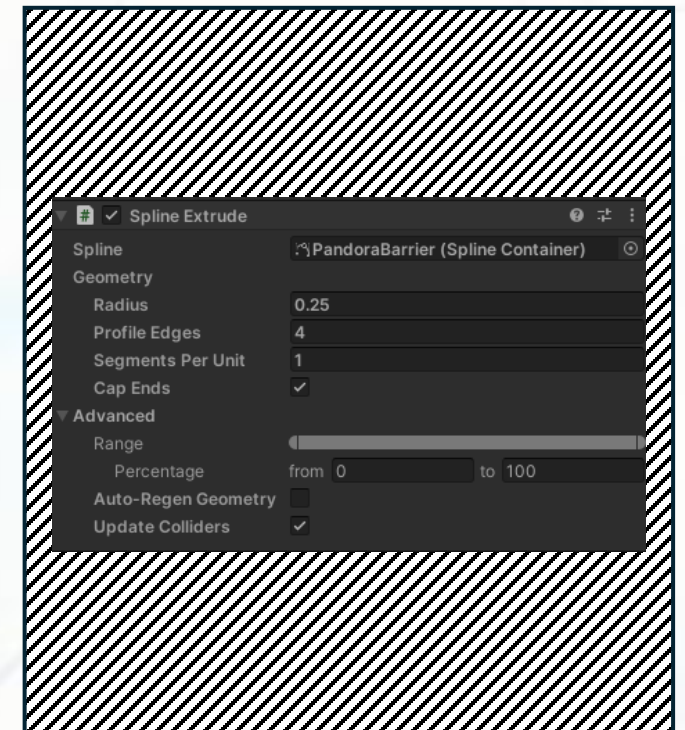 # Spline Extrude
Spline PandoraBarrier (Spline Container)
Geometry
Radius 0.25
Profile Edges 4
Segments Per Unit 1
Cap Ends
Advanced
Range
Percentage from 0 to 100
Auto-Regen Geometry
Update Colliders